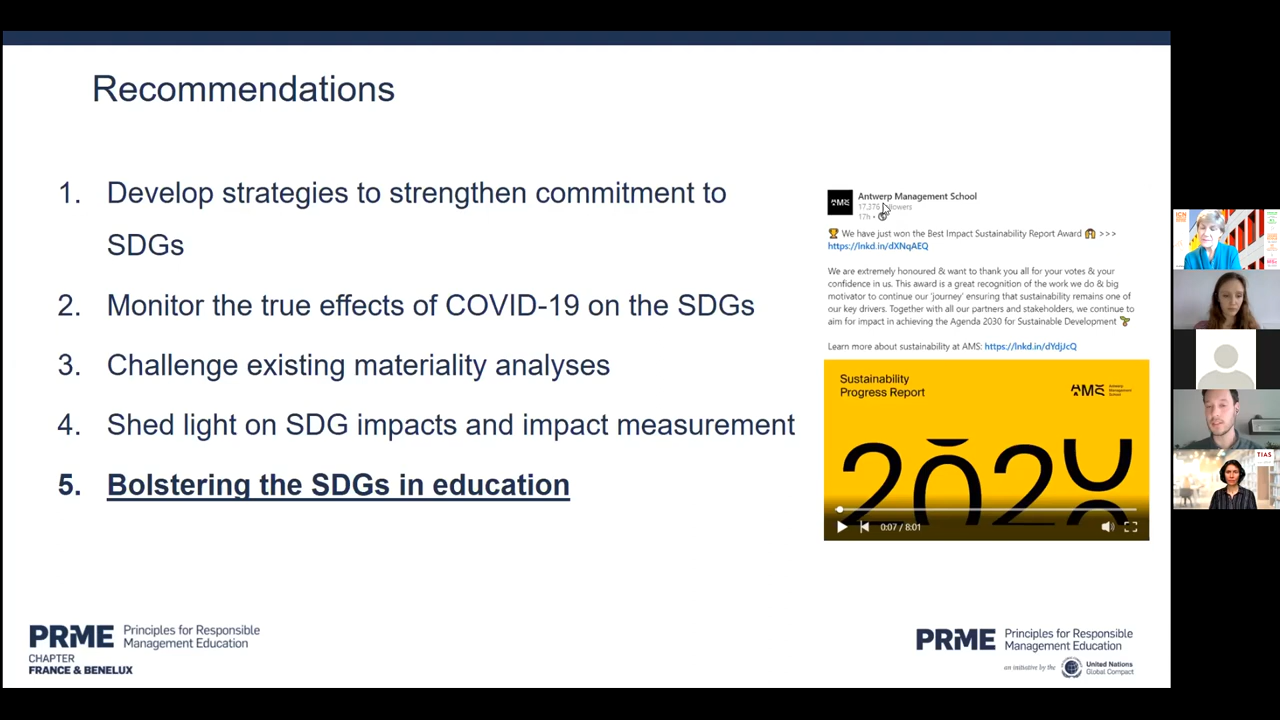 Recommendations
1. Develop strategies to strengthen commitment to
SDGs
2. Monitor the true effects of COVID-19 on the SDGs
3. Challenge existing materiality analyses
4. Shed light on SDG impacts and impact measurement
5. Bolstering the SDGs in education
AMS
Antwerp Management School
17h •
🏆 We have just won the Best Impact Sustainability Report Award >>>
https://lnkd.in/dXNqAEQ
We are extremely honoured & want to thank you all for your votes & your
confidence in us. This award is a great recognition of the work we do & big
motivator to continue our 'journey' ensuring that sustainability remains one of
our key drivers. Together with all our partners and stakeholders, we continue to
aim for impact in achieving the Agenda 2030 for Sustainable Development
Learn more about sustainability at AMS: https://lnkd.in/dYdjJcQ
Sustainability
Progress Report
AMS
Antwerp
Management
School
2020
0:07 / 8:01
PRME Principles for Responsible
Management Education
CHAPTER
FRANCE & BENELUX
PRME Principles for Responsible
Management Education
an initiative by the
United Nations
Global Compact
ICN
TIAS